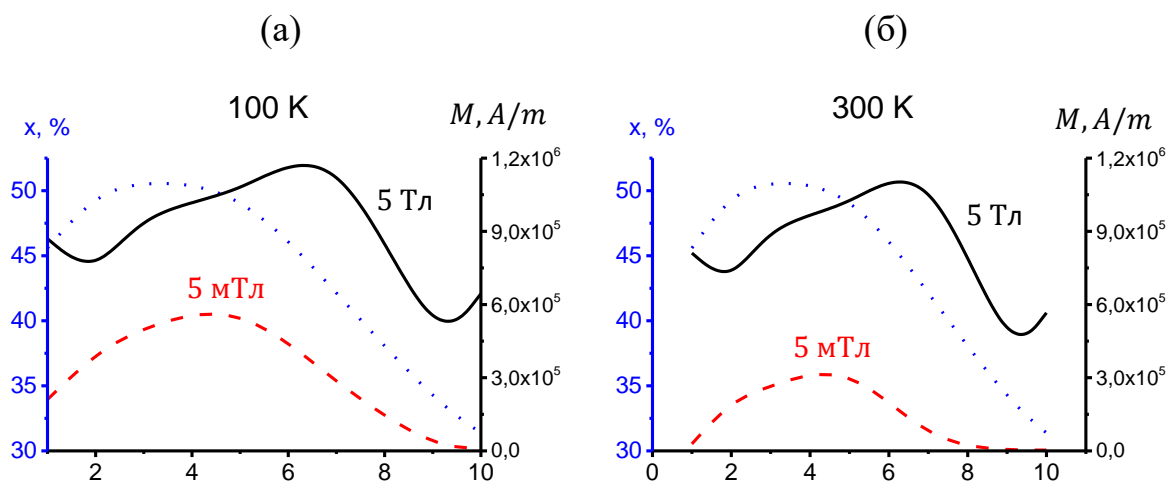 (а) (б)
100 K 300 K
x, % M, A/m x, % M, A/m
1,2x10⁶ 1,2x10⁶
50 5 Тл 50 5 Тл
45 9,0x10⁵ 45 9,0x10⁵
5 мТл 6,0x10⁵ 6,0x10⁵
40 40
5 мТл
35 3,0x10⁵ 35 3,0x10⁵
30 0,0 30 0,0
2 4 6 8 10 0 2 4 6 8 10